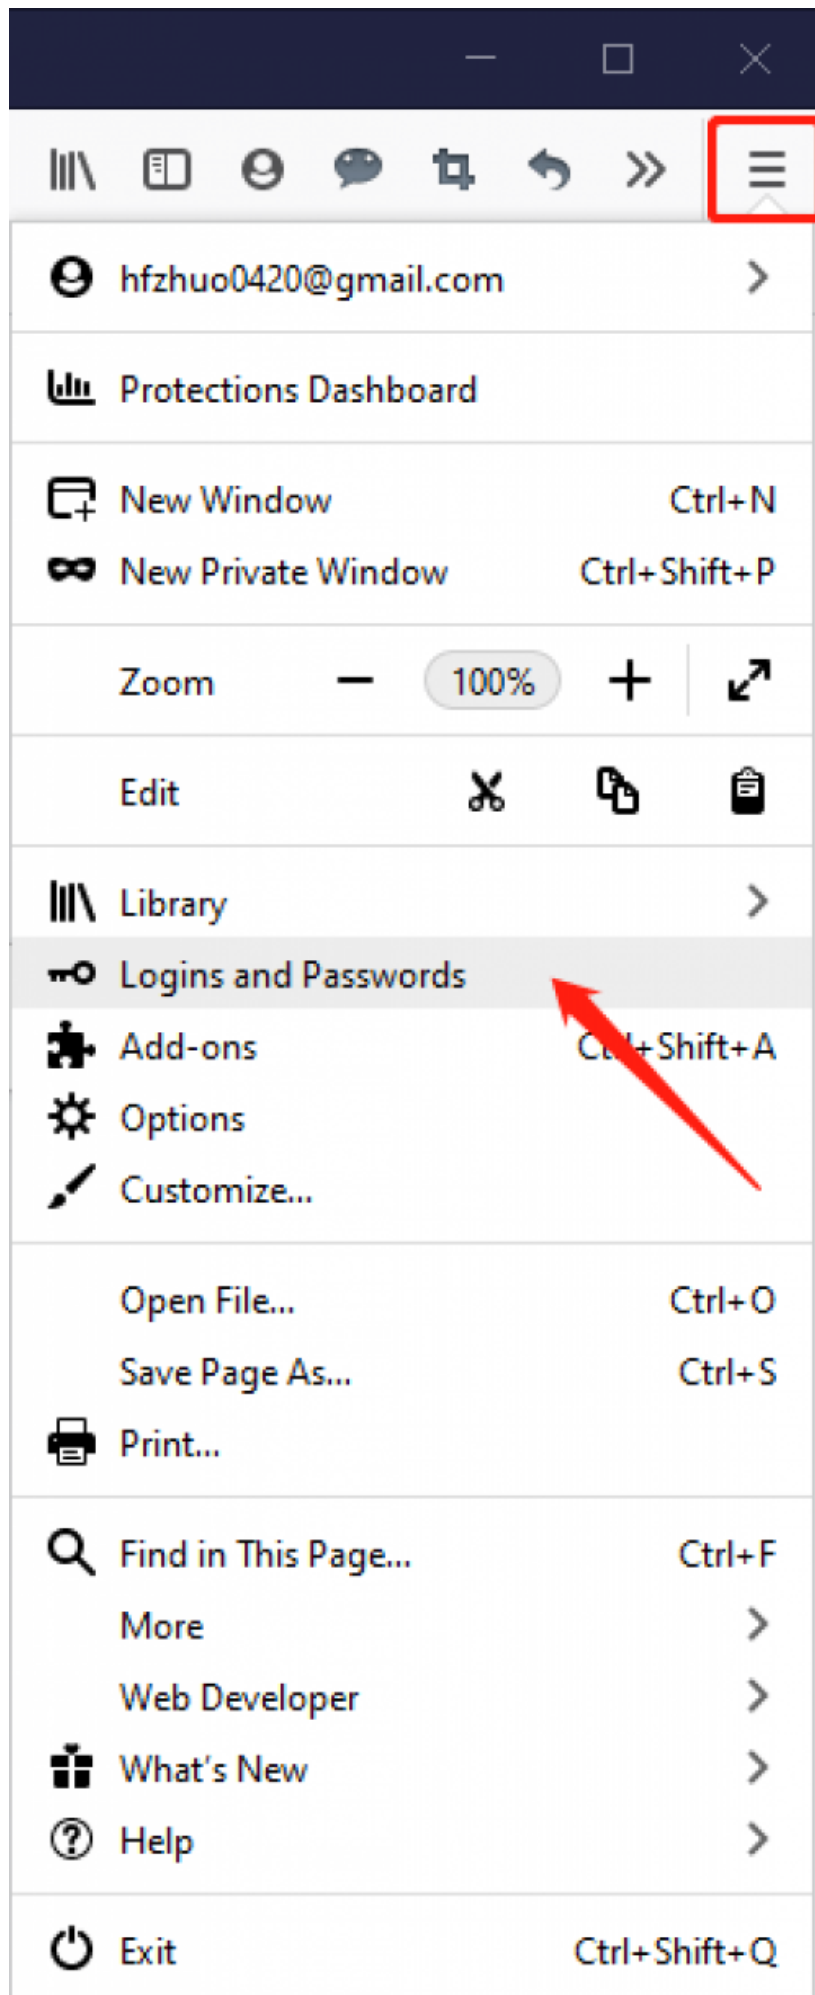 hfzhuo0420@gmail.com
Protections Dashboard
New Window Ctrl+N
New Private Window Ctrl+Shift+P
Zoom 100%
Edit
Library
Logins and Passwords
Add-ons Ctrl+Shift+A
Options
Customize...
Open File... Ctrl+O
Save Page As... Ctrl+S
Print...
Find in This Page... Ctrl+F
More
Web Developer
What's New
Help
Exit Ctrl+Shift+Q